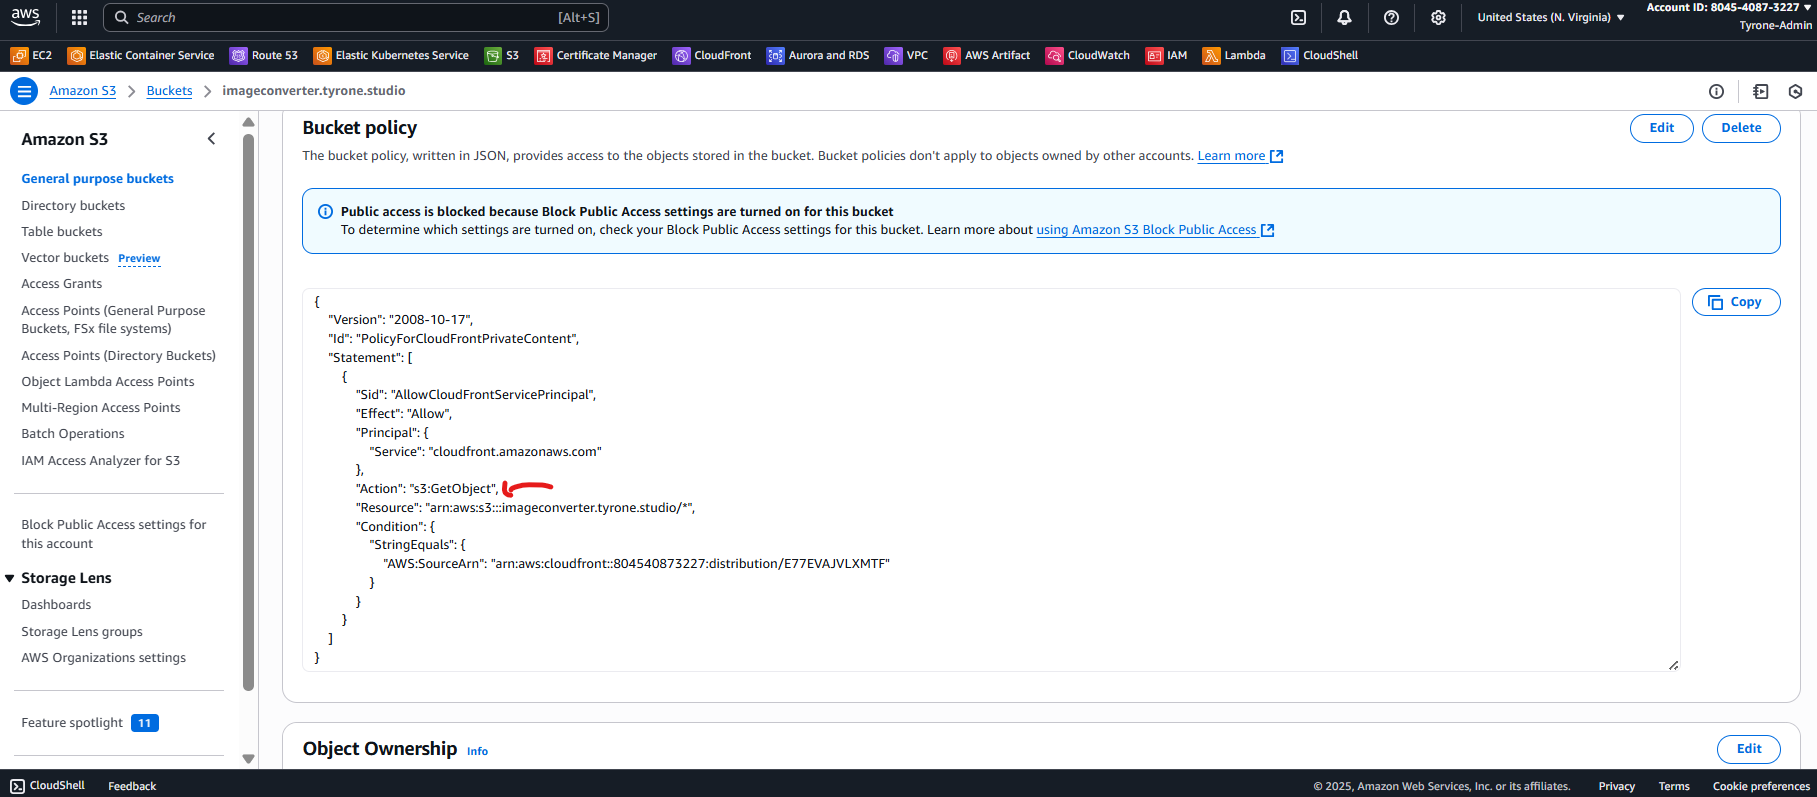 aws
Search
[Alt+S]
United States (N. Virginia)
Account ID: 8045-4087-3227
Tyrone-Admin
EC2
Elastic Container Service
Route 53
Elastic Kubernetes Service
S3
Certificate Manager
CloudFront
Aurora and RDS
VPC
AWS Artifact
CloudWatch
IAM
Lambda
CloudShell
Amazon S3
Buckets
imageconverter.tyrone.studio
Amazon S3
General purpose buckets
Directory buckets
Table buckets
Vector buckets Preview
Access Grants
Access Points (General Purpose
Buckets, FSx file systems)
Access Points (Directory Buckets)
Object Lambda Access Points
Multi-Region Access Points
Batch Operations
IAM Access Analyzer for S3
Block Public Access settings for
this account
Storage Lens
Dashboards
Storage Lens groups
AWS Organizations settings
Feature spotlight 11
Bucket policy
Edit
Delete
The bucket policy, written in JSON, provides access to the objects stored in the bucket. Bucket policies don't apply to objects owned by other accounts. Learn more
Public access is blocked because Block Public Access settings are turned on for this bucket
To determine which settings are turned on, check your Block Public Access settings for this bucket. Learn more about using Amazon S3 Block Public Access
Copy
{
"Version": "2008-10-17",
"Id": "PolicyForCloudFrontPrivateContent",
"Statement": [
{
"Sid": "AllowCloudFrontServicePrincipal",
"Effect": "Allow",
"Principal": {
"Service": "cloudfront.amazonaws.com"
},
"Action": "s3:GetObject",
"Resource": "arn:aws:s3:::imageconverter.tyrone.studio/*",
"Condition": {
"StringEquals": {
"AWS:SourceArn": "arn:aws:cloudfront::804540873227:distribution/E77EVAJVLXMTF"
}
}
}
]
}
Object Ownership Info
Edit
CloudShell
Feedback
© 2025, Amazon Web Services, Inc. or its affiliates.
Privacy
Terms
Cookie preferences